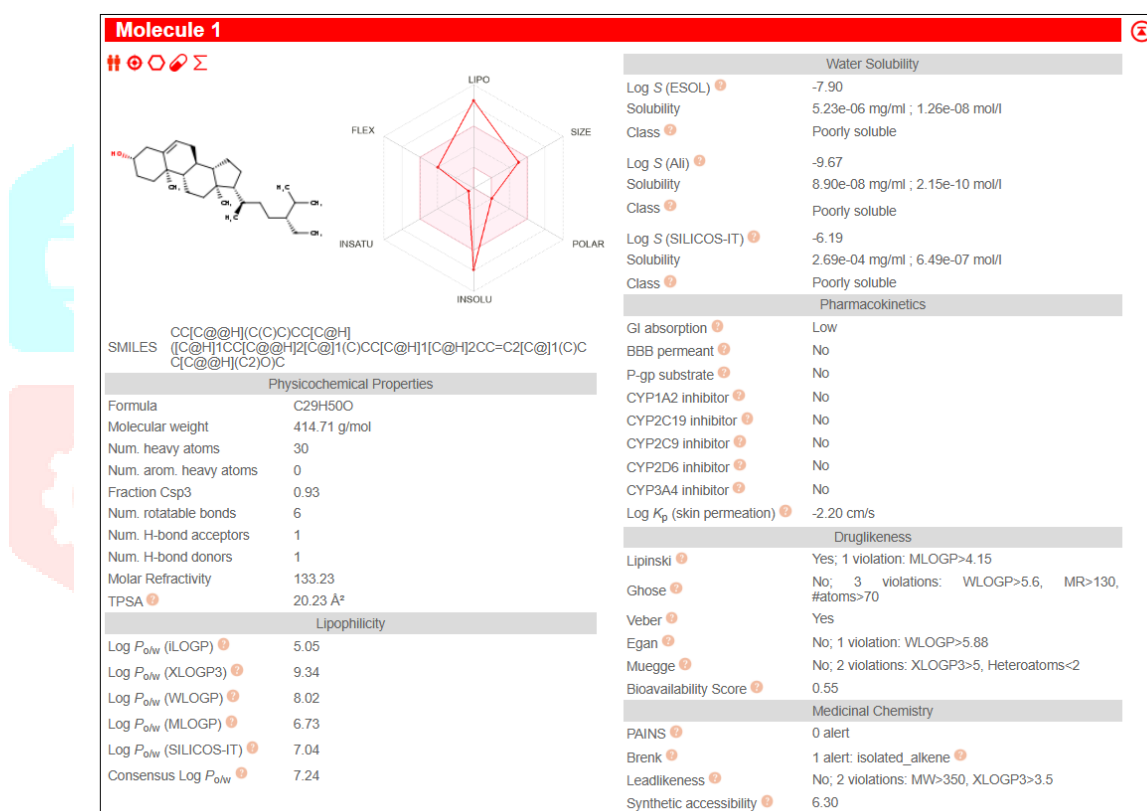 Molecule 1
LIPO
FLEX
SIZE
INSATU
POLAR
INSOLU
HO
CH₃
CH₃
H₃C
H₃C
CH₃
CH₃
SMILES CC[C@@H](C(C)C)CC[C@H]
([C@H]1CC[C@@H]2[C@]1(C)CC[C@H]1[C@H]2CC=C2[C@]1(C)C
C[C@@H](C2)O)C
Physicochemical Properties
Formula C29H50O
Molecular weight 414.71 g/mol
Num. heavy atoms 30
Num. arom. heavy atoms 0
Fraction Csp3 0.93
Num. rotatable bonds 6
Num. H-bond acceptors 1
Num. H-bond donors 1
Molar Refractivity 133.23
TPSA ? 20.23 Å²
Lipophilicity
Log Po/w (iLOGP) ? 5.05
Log Po/w (XLOGP3) ? 9.34
Log Po/w (WLOGP) ? 8.02
Log Po/w (MLOGP) ? 6.73
Log Po/w (SILICOS-IT) ? 7.04
Consensus Log Po/w ? 7.24
Water Solubility
Log S (ESOL) ? -7.90
Solubility 5.23e-06 mg/ml ; 1.26e-08 mol/l
Class ? Poorly soluble
Log S (Ali) ? -9.67
Solubility 8.90e-08 mg/ml ; 2.15e-10 mol/l
Class ? Poorly soluble
Log S (SILICOS-IT) ? -6.19
Solubility 2.69e-04 mg/ml ; 6.49e-07 mol/l
Class ? Poorly soluble
Pharmacokinetics
GI absorption ? Low
BBB permeant ? No
P-gp substrate ? No
CYP1A2 inhibitor ? No
CYP2C19 inhibitor ? No
CYP2C9 inhibitor ? No
CYP2D6 inhibitor ? No
CYP3A4 inhibitor ? No
Log Kp (skin permeation) ? -2.20 cm/s
Druglikeness
Lipinski ? Yes; 1 violation: MLOGP>4.15
Ghose ? No; 3 violations: WLOGP>5.6, MR>130,
#atoms>70
Veber ? Yes
Egan ? No; 1 violation: WLOGP>5.88
Muegge ? No; 2 violations: XLOGP3>5, Heteroatoms<2
Bioavailability Score ? 0.55
Medicinal Chemistry
PAINS ? 0 alert
Brenk ? 1 alert: isolated_alkene ?
Leadlikeness ? No; 2 violations: MW>350, XLOGP3>3.5
Synthetic accessibility ? 6.30